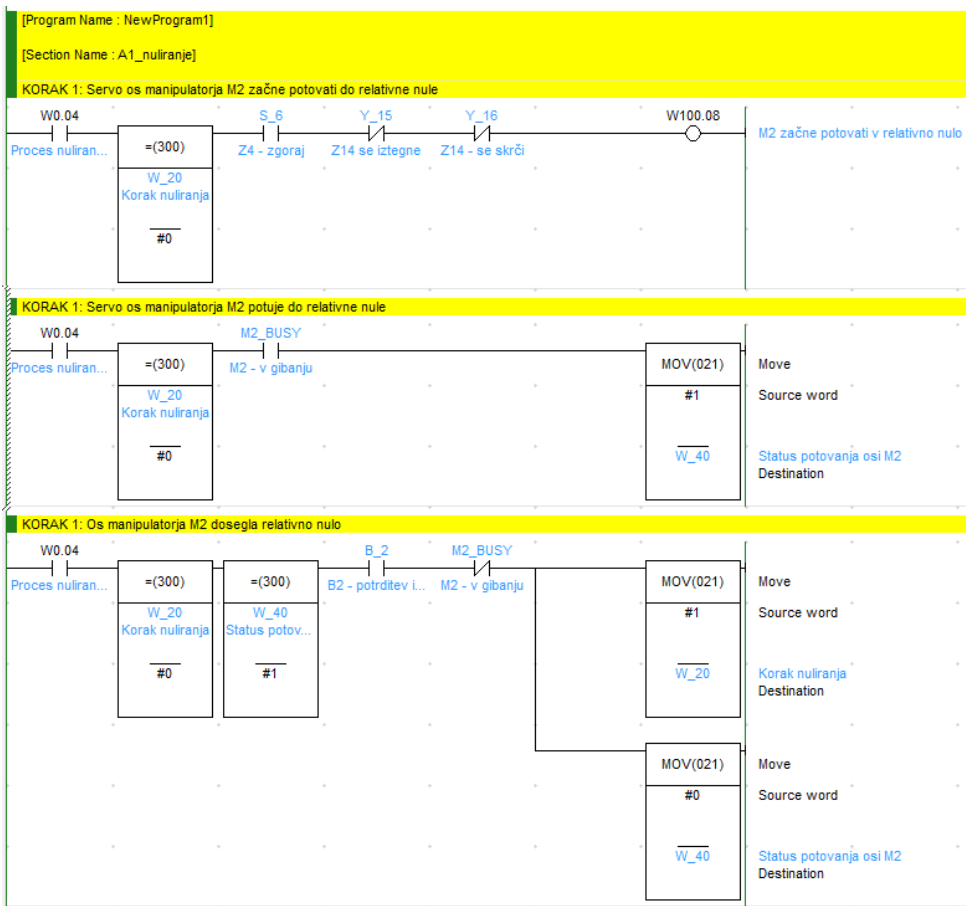 [Program Name : NewProgram1]
[Section Name : A1_nuliranje]
KORAK 1: Servo os manipulatorja M2 začne potovati do relativne nule
W0.04 S_6 Y_15 Y_16 W100.08
Proces nuliran... =(300) Z4 - zgoraj Z14 se iztegne Z14 - se skrči M2 začne potovati v relativno nulo
W_20
Korak nuliranja
#0
KORAK 1: Servo os manipulatorja M2 potuje do relativne nule
W0.04 M2_BUSY
Proces nuliran... =(300) M2 - v gibanju MOV(021) Move
W_20 #1 Source word
Korak nuliranja
#0 W_40 Status potovanja osi M2
Destination
KORAK 1: Os manipulatorja M2 dosegla relativno nulo
W0.04 B_2 M2_BUSY
Proces nuliran... =(300) =(300) B2 - potrditev i... M2 - v gibanju MOV(021) Move
W_20 W_40 #1 Source word
Korak nuliranja Status potov...
#0 #1 W_20 Korak nuliranja
Destination
MOV(021) Move
#0 Source word
W_40 Status potovanja osi M2
Destination